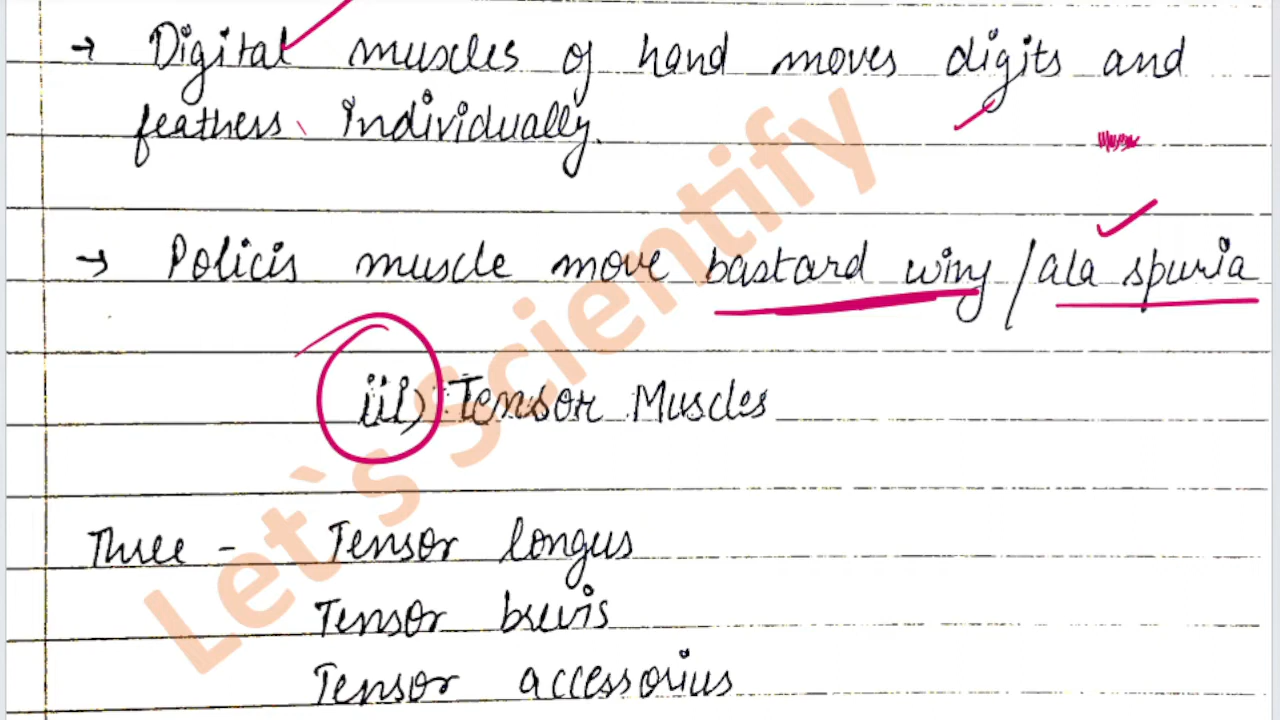 → Digital muscles of hand moves digits and
feathers Individually.
→ Policis muscle move bastard wing / ala spuria
iii) Tensor Muscles
Three - Tensor longus
Tensor brevis
Tensor accessorius
Let`s Scientify